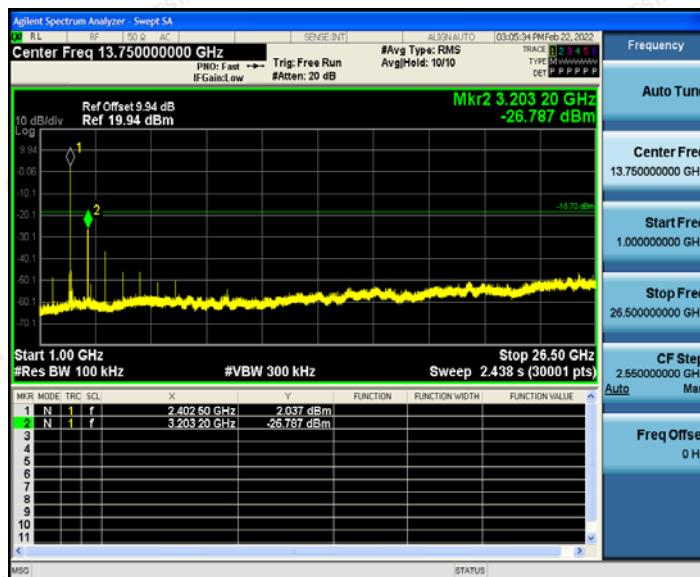 Agilent Spectrum Analyzer - Swept SA
RL RF 50 Ω AC SENSE:INT ALIGN AUTO 03:05:34 PM Feb 22, 2022
Center Freq 13.750000000 GHz
PNO: Fast
IFGain:Low
Trig: Free Run
#Atten: 20 dB
#Avg Type: RMS
Avg|Hold: 10/10
TRACE 1 2 3 4 5 6
TYPE M WWWWW
DET P P P P P P
Frequency
Auto Tune
Center Freq
13.750000000 GH
Start Freq
1.000000000 GH
Stop Freq
26.500000000 GH
CF Step
2.550000000 GH
Auto Ma
Freq Offse
0 H
Mkr2 3.203 20 GHz
-26.787 dBm
Ref Offset 9.94 dB
10 dB/div Ref 19.94 dBm
Log
9.94
-0.06
-10.1
-20.1
-30.1
-40.1
-50.1
-60.1
-70.1
1
2
-18.70 dBm
Start 1.00 GHz Stop 26.50 GHz
#Res BW 100 kHz #VBW 300 kHz Sweep 2.438 s (30001 pts)
MKR MODE TRC SCL X Y FUNCTION FUNCTION WIDTH FUNCTION VALUE
1 N 1 f 2.402 50 GHz 2.037 dBm
2 N 1 f 3.203 20 GHz -26.787 dBm
3
4
5
6
7
8
9
10
11
MSG STATUS